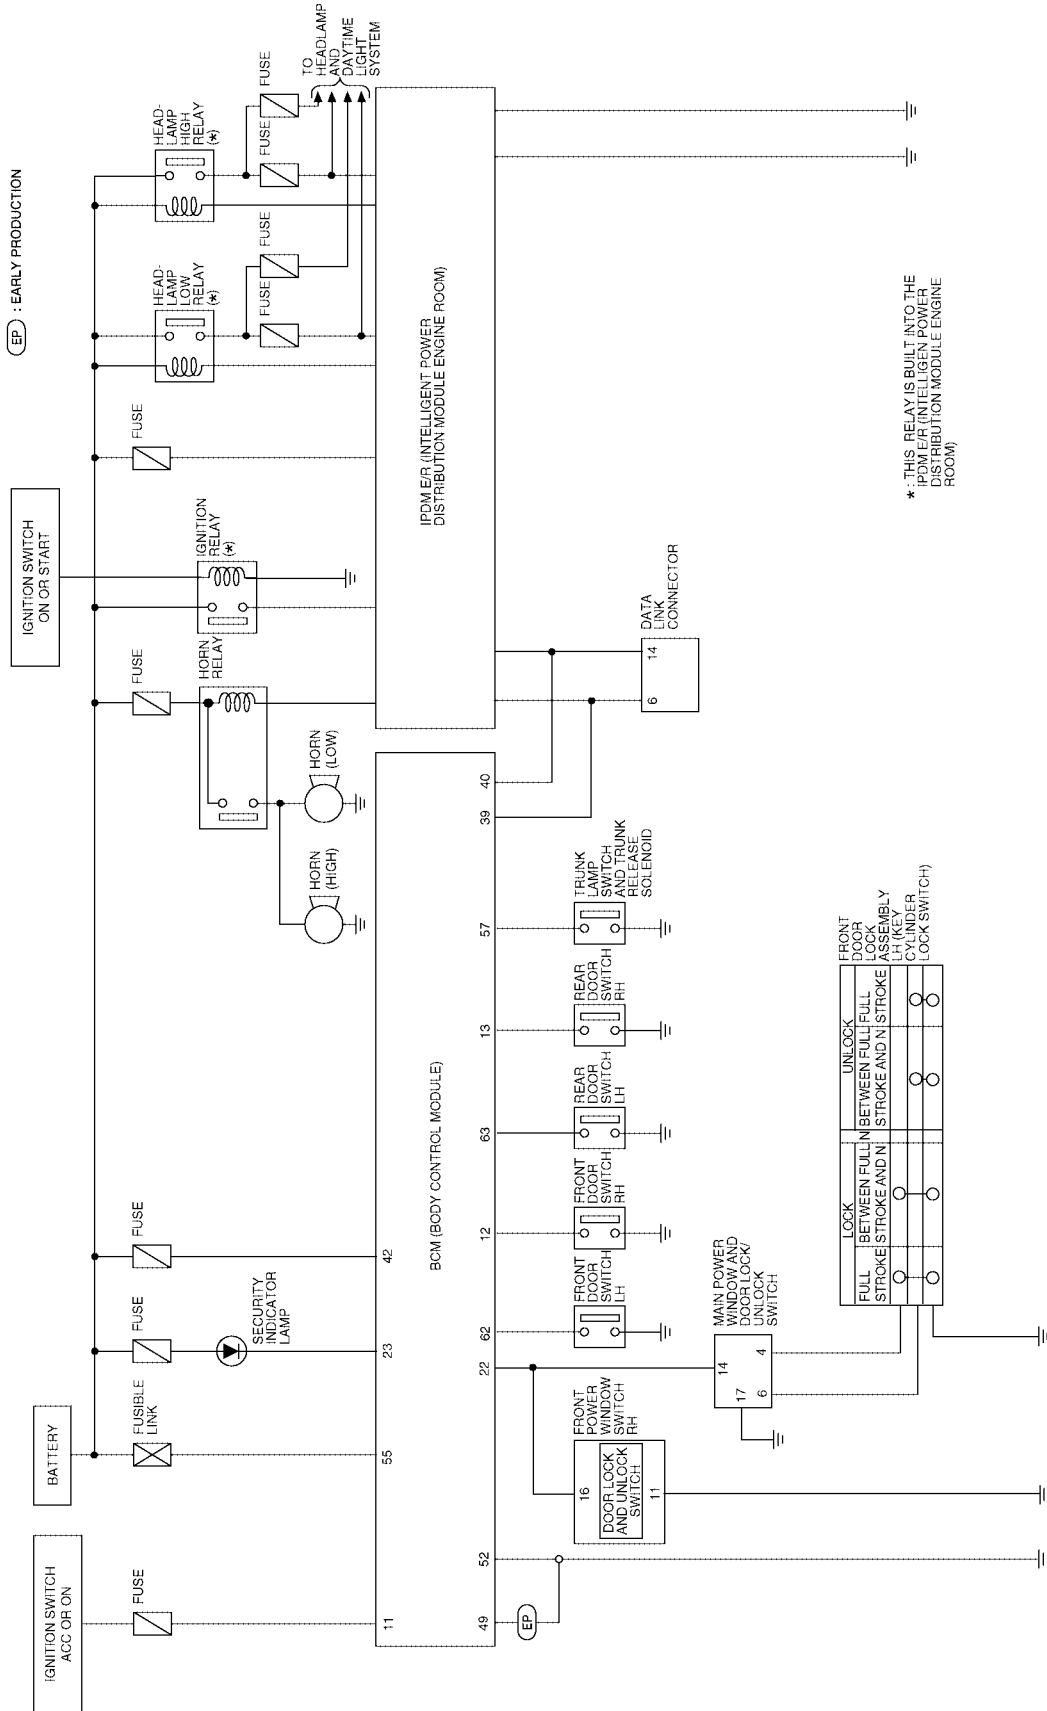 IGNITION SWITCH
ACC OR ON
BATTERY
IGNITION SWITCH
ON OR START
EP : EARLY PRODUCTION
FUSE
FUSIBLE
LINK
FUSE
SECURITY
INDICATOR
LAMP
FUSE
FUSE
HORN
RELAY
HORN
(HIGH)
HORN
(LOW)
IGNITION
RELAY
(*)
FUSE
HEAD-
LAMP
LOW
RELAY
(*)
FUSE
FUSE
HEAD-
LAMP
HIGH
RELAY
(*)
FUSE
FUSE
TO
HEADLAMP
AND
DAYTIME
LIGHT
SYSTEM
11
55
23
42
BCM (BODY CONTROL MODULE)
49
52
22
62
12
63
13
57
39
40
IPDM E/R (INTELLIGENT POWER
DISTRIBUTION MODULE ENGINE ROOM)
EP
FRONT
POWER
WINDOW
SWITCH
RH
16
DOOR LOCK
AND UNLOCK
SWITCH
11
FRONT
DOOR
SWITCH
LH
FRONT
DOOR
SWITCH
RH
REAR
DOOR
SWITCH
LH
REAR
DOOR
SWITCH
RH
TRUNK
LAMP
SWITCH
AND TRUNK
RELEASE
SOLENOID
DATA
LINK
CONNECTOR
6
14
MAIN POWER
WINDOW AND
DOOR LOCK/
UNLOCK
SWITCH
14
17
6
4
LOCK
UNLOCK
FULL
STROKE
BETWEEN FULL
STROKE AND N
N
BETWEEN FULL
STROKE AND N
FULL
STROKE
FRONT
DOOR
LOCK
ASSEMBLY
LH (KEY
CYLINDER
LOCK SWITCH)
* : THIS RELAY IS BUILT INTO THE
IPDM E/R (INTELLIGEN POWER
DISTRIBUTION MODULE ENGINE
ROOM)